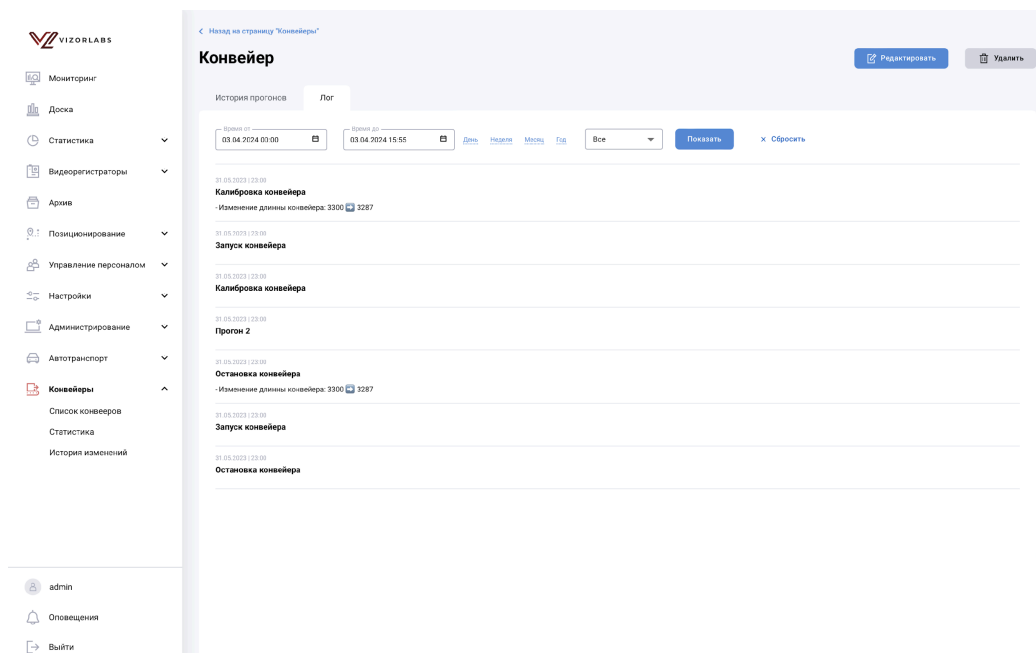 VIZORLABS
Мониторинг
Доска
Статистика
Видеорегистраторы
Архив
Позиционирование
Управление персоналом
Настройки
Администрирование
Автотранспорт
Конвейеры
Список конвееров
Статистика
История изменений
admin
Оповещения
Выйти
Назад на страницу "Конвейеры"
Конвейер
Редактировать
Удалить
История прогонов Лог
Время от Время до
03.04.2024 00:00 03.04.2024 15:55 День Неделя Месяц Год Все Показать × Сбросить
31.05.2023 | 23:00
Калибровка конвейера
- Изменение длинны конвейера: 3300 ➡ 3287
31.05.2023 | 23:00
Запуск конвейера
31.05.2023 | 23:00
Калибровка конвейера
31.05.2023 | 23:00
Прогон 2
31.05.2023 | 23:00
Остановка конвейера
- Изменение длинны конвейера: 3300 ➡ 3287
31.05.2023 | 23:00
Запуск конвейера
31.05.2023 | 23:00
Остановка конвейера